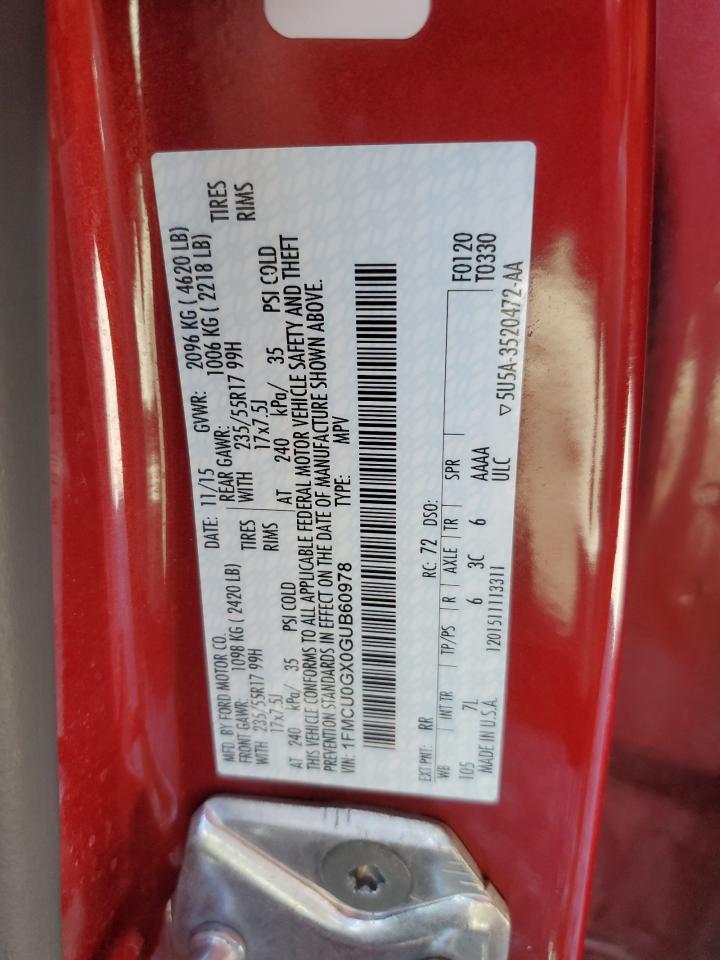 MFD. BY FORD MOTOR CO.
DATE: 11/15 GVWR: 2096 KG ( 4620 LB)
FRONT GAWR: 1098 KG ( 2420 LB) REAR GAWR: 1006 KG ( 2218 LB)
WITH 235/55R17 99H TIRES WITH 235/55R17 99H TIRES
17x7.5J RIMS 17x7.5J RIMS
AT 240 kPa/ 35 PSI COLD AT 240 kPa/ 35 PSI COLD
THIS VEHICLE CONFORMS TO ALL APPLICABLE FEDERAL MOTOR VEHICLE SAFETY AND THEFT
PREVENTION STANDARDS IN EFFECT ON THE DATE OF MANUFACTURE SHOWN ABOVE.
VIN: 1FMCU0GX0GUB60978 TYPE: MPV
EXT PNT: RR RC: 72 DSO: F0120
WB INT TR TP/PS R AXLE TR SPR T0330
105 7L 6 3C 6 AAAA
MADE IN U.S.A. 1201511113311 ULC ▽5U5A-3520472-AA